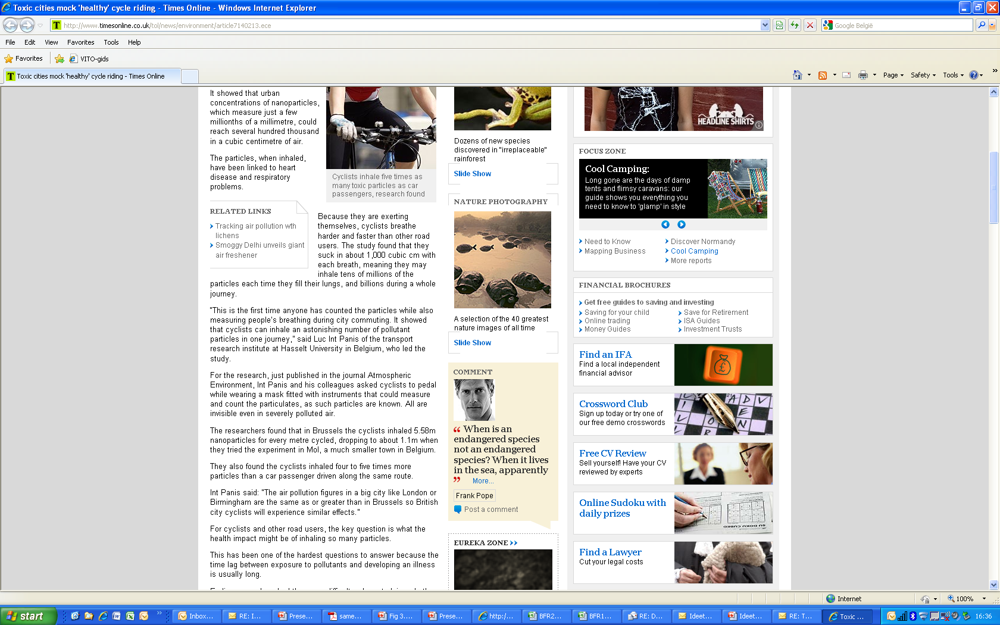 Toxic cities mock 'healthy' cycle riding - Times Online - Windows Internet Explorer
http://www.timesonline.co.uk/tol/news/environment/article7140213.ece
Google België
File Edit View Favorites Tools Help
Favorites VITO-gids
Toxic cities mock 'healthy' cycle riding - Times Online
Page Safety Tools
It showed that urban
concentrations of nanoparticles,
which measure just a few
millionths of a millimetre, could
reach several hundred thousand
in a cubic centimetre of air.
The particles, when inhaled,
have been linked to heart
disease and respiratory
problems.
Cyclists inhale five times as
many toxic particles as car
passengers, research found
RELATED LINKS
Tracking air pollution wth
lichens
Smoggy Delhi unveils giant
air freshener
Because they are exerting
themselves, cyclists breathe
harder and faster than other road
users. The study found that they
suck in about 1,000 cubic cm with
each breath, meaning they may
inhale tens of millions of the
particles each time they fill their lungs, and billions during a whole
journey.
"This is the first time anyone has counted the particles while also
measuring people's breathing during city commuting. It showed
that cyclists can inhale an astonishing number of pollutant
particles in one journey," said Luc Int Panis of the transport
research institute at Hasselt University in Belgium, who led the
study.
For the research, just published in the journal Atmospheric
Environment, Int Panis and his colleagues asked cyclists to pedal
while wearing a mask fitted with instruments that could measure
and count the particulates, as such particles are known. All are
invisible even in severely polluted air.
The researchers found that in Brussels the cyclists inhaled 5.58m
nanoparticles for every metre cycled, dropping to about 1.1m when
they tried the experiment in Mol, a much smaller town in Belgium.
They also found the cyclists inhaled four to five times more
particles than a car passenger driven along the same route.
Int Panis said: "The air pollution figures in a big city like London or
Birmingham are the same as or greater than in Brussels so British
city cyclists will experience similar effects."
For cyclists and other road users, the key question is what the
health impact might be of inhaling so many particles.
This has been one of the hardest questions to answer because the
time lag between exposure to pollutants and developing an illness
is usually long.
Dozens of new species
discovered in "irreplaceable"
rainforest
Slide Show
NATURE PHOTOGRAPHY
A selection of the 40 greatest
nature images of all time
Slide Show
COMMENT
“ When is an
endangered species
not an endangered
species? When it lives
in the sea, apparently
” More...
Frank Pope
Post a comment
EUREKA ZONE
HEADLINE SHIRTS
FOCUS ZONE
Cool Camping:
Long gone are the days of damp
tents and flimsy caravans: our
guide shows you everything you
need to know to 'glamp' in style
Need to Know Discover Normandy
Mapping Business Cool Camping
More reports
FINANCIAL BROCHURES
Get free guides to saving and investing
Saving for your child Save for Retirement
Online trading ISA Guides
Money Guides Investment Trusts
Find an IFA
Find a local independent
financial advisor
Crossword Club
Sign up today or try one of
our free demo crosswords
Free CV Review
Sell yourself! Have your CV
reviewed by experts
Online Sudoku with
daily prizes
Find a Lawyer
Cut your legal costs
Internet 100%
start Inbox... RE: I... Prese... same... Fig 3.... Prese... http:/... BFR2... BFR1... RE: D... Ideet... Ideet... RE: T... Toxic ... 16:36